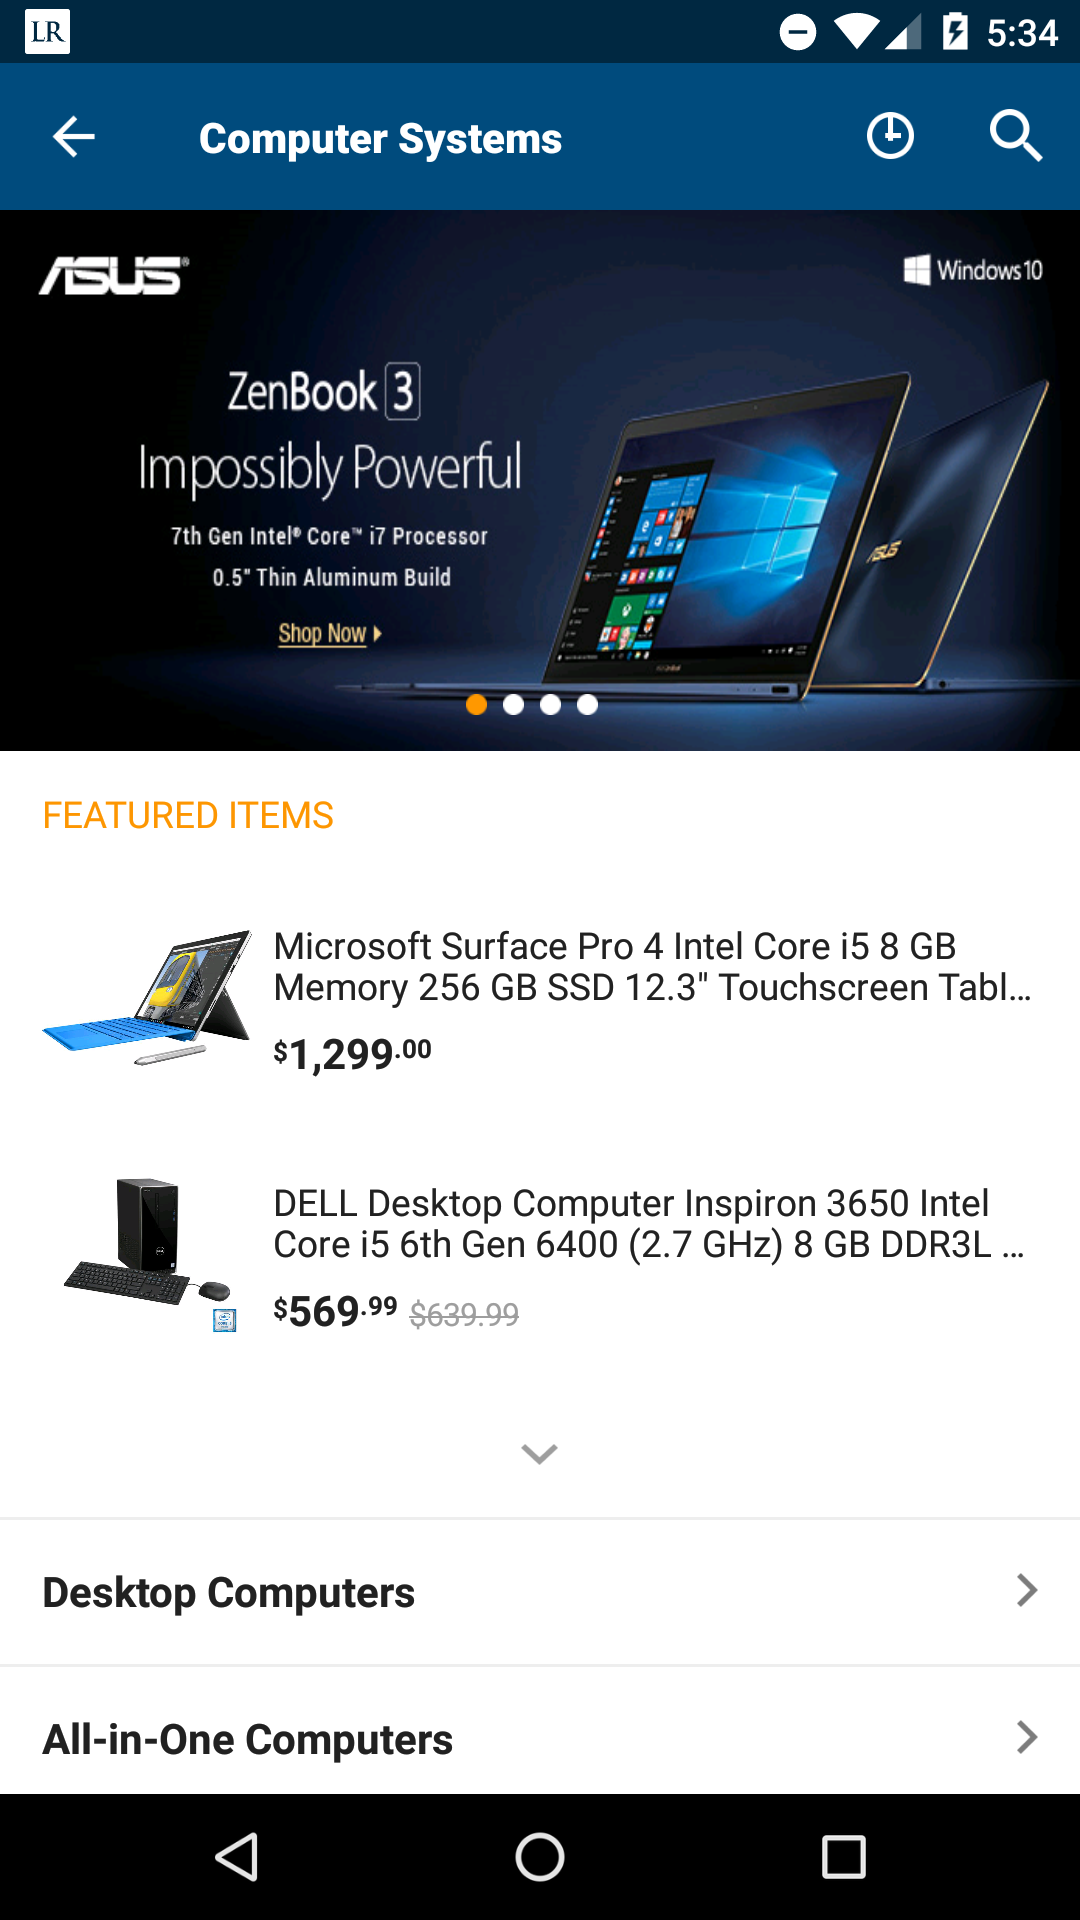 LR
5:34
Computer Systems
ASUS®
Windows 10
ZenBook 3
Impossibly Powerful
7th Gen Intel® Core™ i7 Processor
0.5" Thin Aluminum Build
Shop Now
ASUS
FEATURED ITEMS
Microsoft Surface Pro 4 Intel Core i5 8 GB
Memory 256 GB SSD 12.3" Touchscreen Tabl...
$1,299.00
DELL Desktop Computer Inspiron 3650 Intel
Core i5 6th Gen 6400 (2.7 GHz) 8 GB DDR3L ...
$569.99 $639.99
Desktop Computers
All-in-One Computers